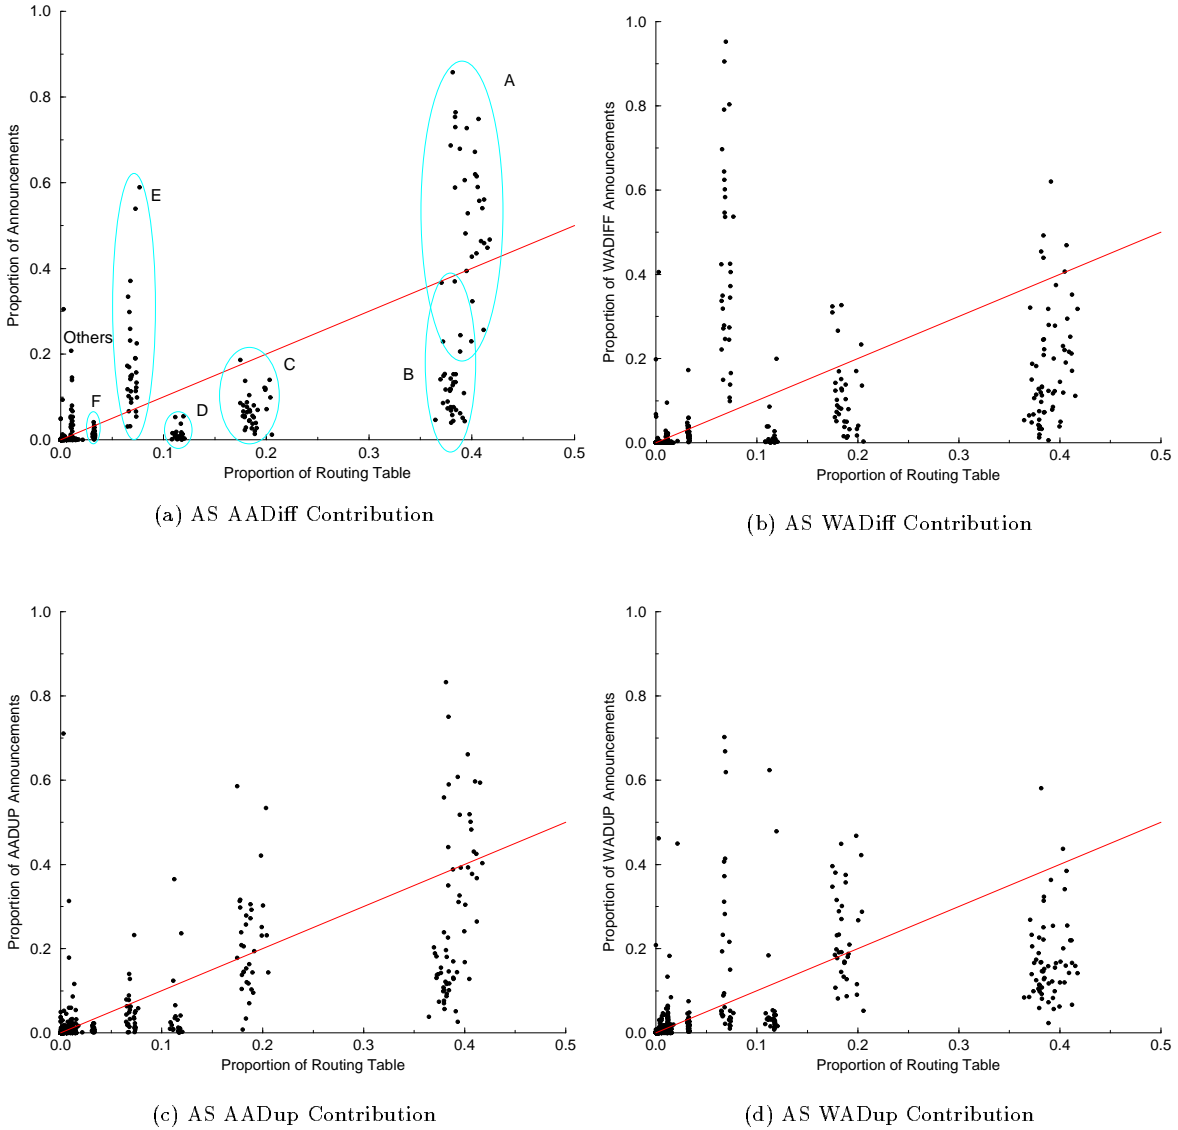 1.0
0.8
0.6
0.4
0.2
0.0
Proportion of Announcements
A
E
Others
C
B
F
D
0.0 0.1 0.2 0.3 0.4 0.5
Proportion of Routing Table
(a) AS AADiff Contribution
1.0
0.8
0.6
0.4
0.2
0.0
Proportion of WADIFF Announcements
0.0 0.1 0.2 0.3 0.4 0.5
Proportion of Routing Table
(b) AS WADiff Contribution
1.0
0.8
0.6
0.4
0.2
0.0
Proportion of AADUP Announcements
0.0 0.1 0.2 0.3 0.4 0.5
Proportion of Routing Table
(c) AS AADup Contribution
1.0
0.8
0.6
0.4
0.2
0.0
Proportion of WADUP Announcements
0.0 0.1 0.2 0.3 0.4 0.5
Proportion of Routing Table
(d) AS WADup Contribution